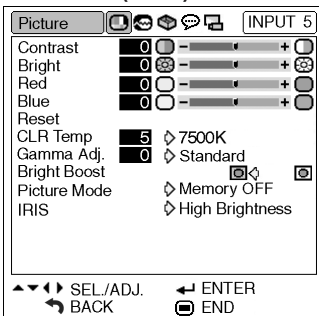 Picture INPUT 5
Contrast 0 - +
Bright 0 - +
Red 0 - +
Blue 0 - +
Reset
CLR Temp 5 7500K
Gamma Adj. 0 Standard
Bright Boost
Picture Mode Memory OFF
IRIS High Brightness
SEL./ADJ. ENTER
BACK END